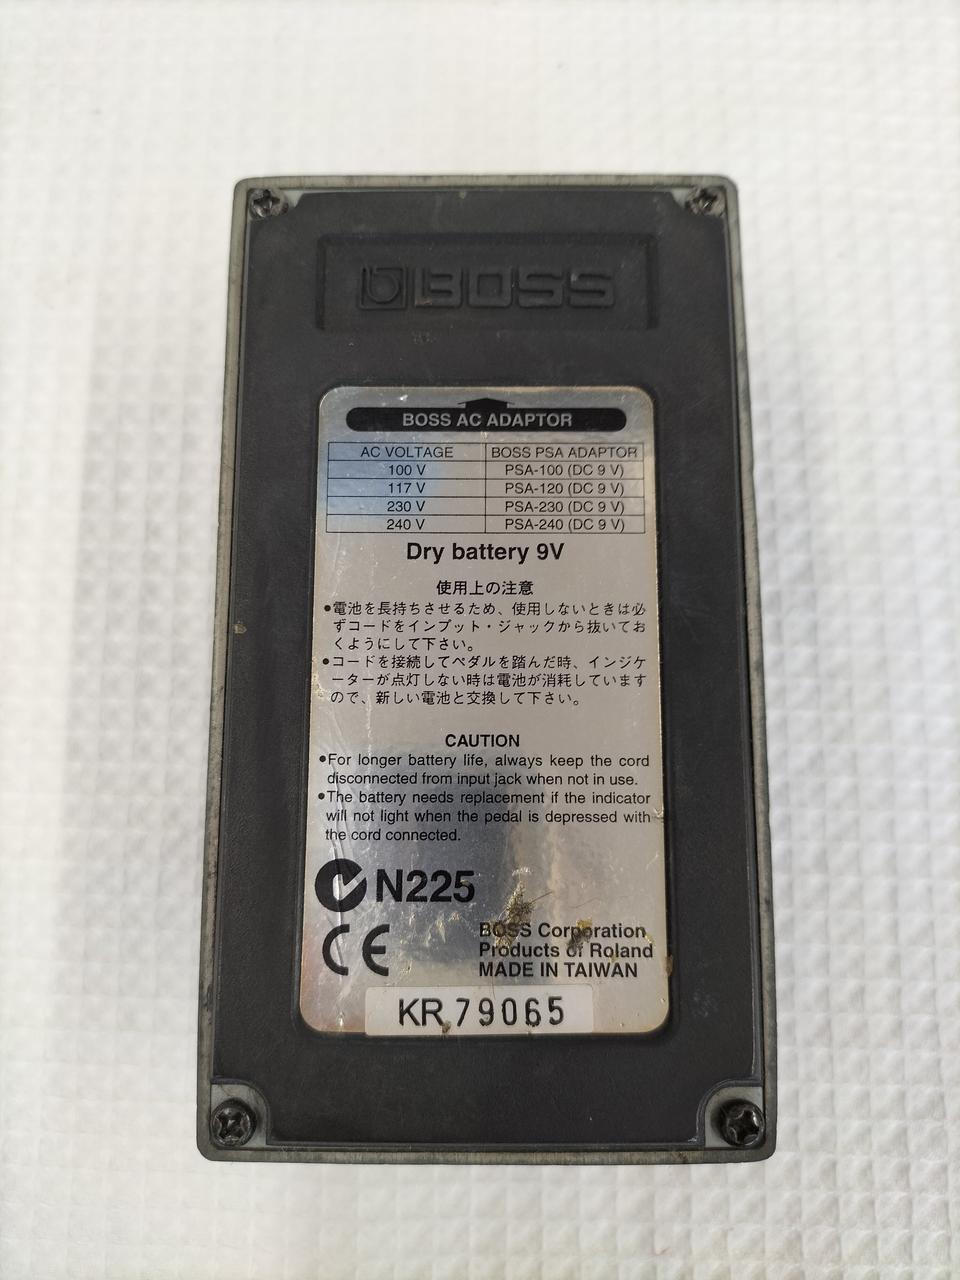 BOSS
BOSS AC ADAPTOR
AC VOLTAGE BOSS PSA ADAPTOR
100 V PSA-100 (DC 9 V)
117 V PSA-120 (DC 9 V)
230 V PSA-230 (DC 9 V)
240 V PSA-240 (DC 9 V)
Dry battery 9V
使用上の注意
●電池を長持ちさせるため、使用しないときは必
ずコードをインプット・ジャックから抜いてお
くようにして下さい。
●コードを接続してペダルを踏んだ時、インジケ
ーターが点灯しない時は電池が消耗しています
ので、新しい電池と交換して下さい。
CAUTION
●For longer battery life, always keep the cord
disconnected from input jack when not in use.
●The battery needs replacement if the indicator
will not light when the pedal is depressed with
the cord connected.
N225
CE
BOSS Corporation
Products of Roland
MADE IN TAIWAN
KR 79065